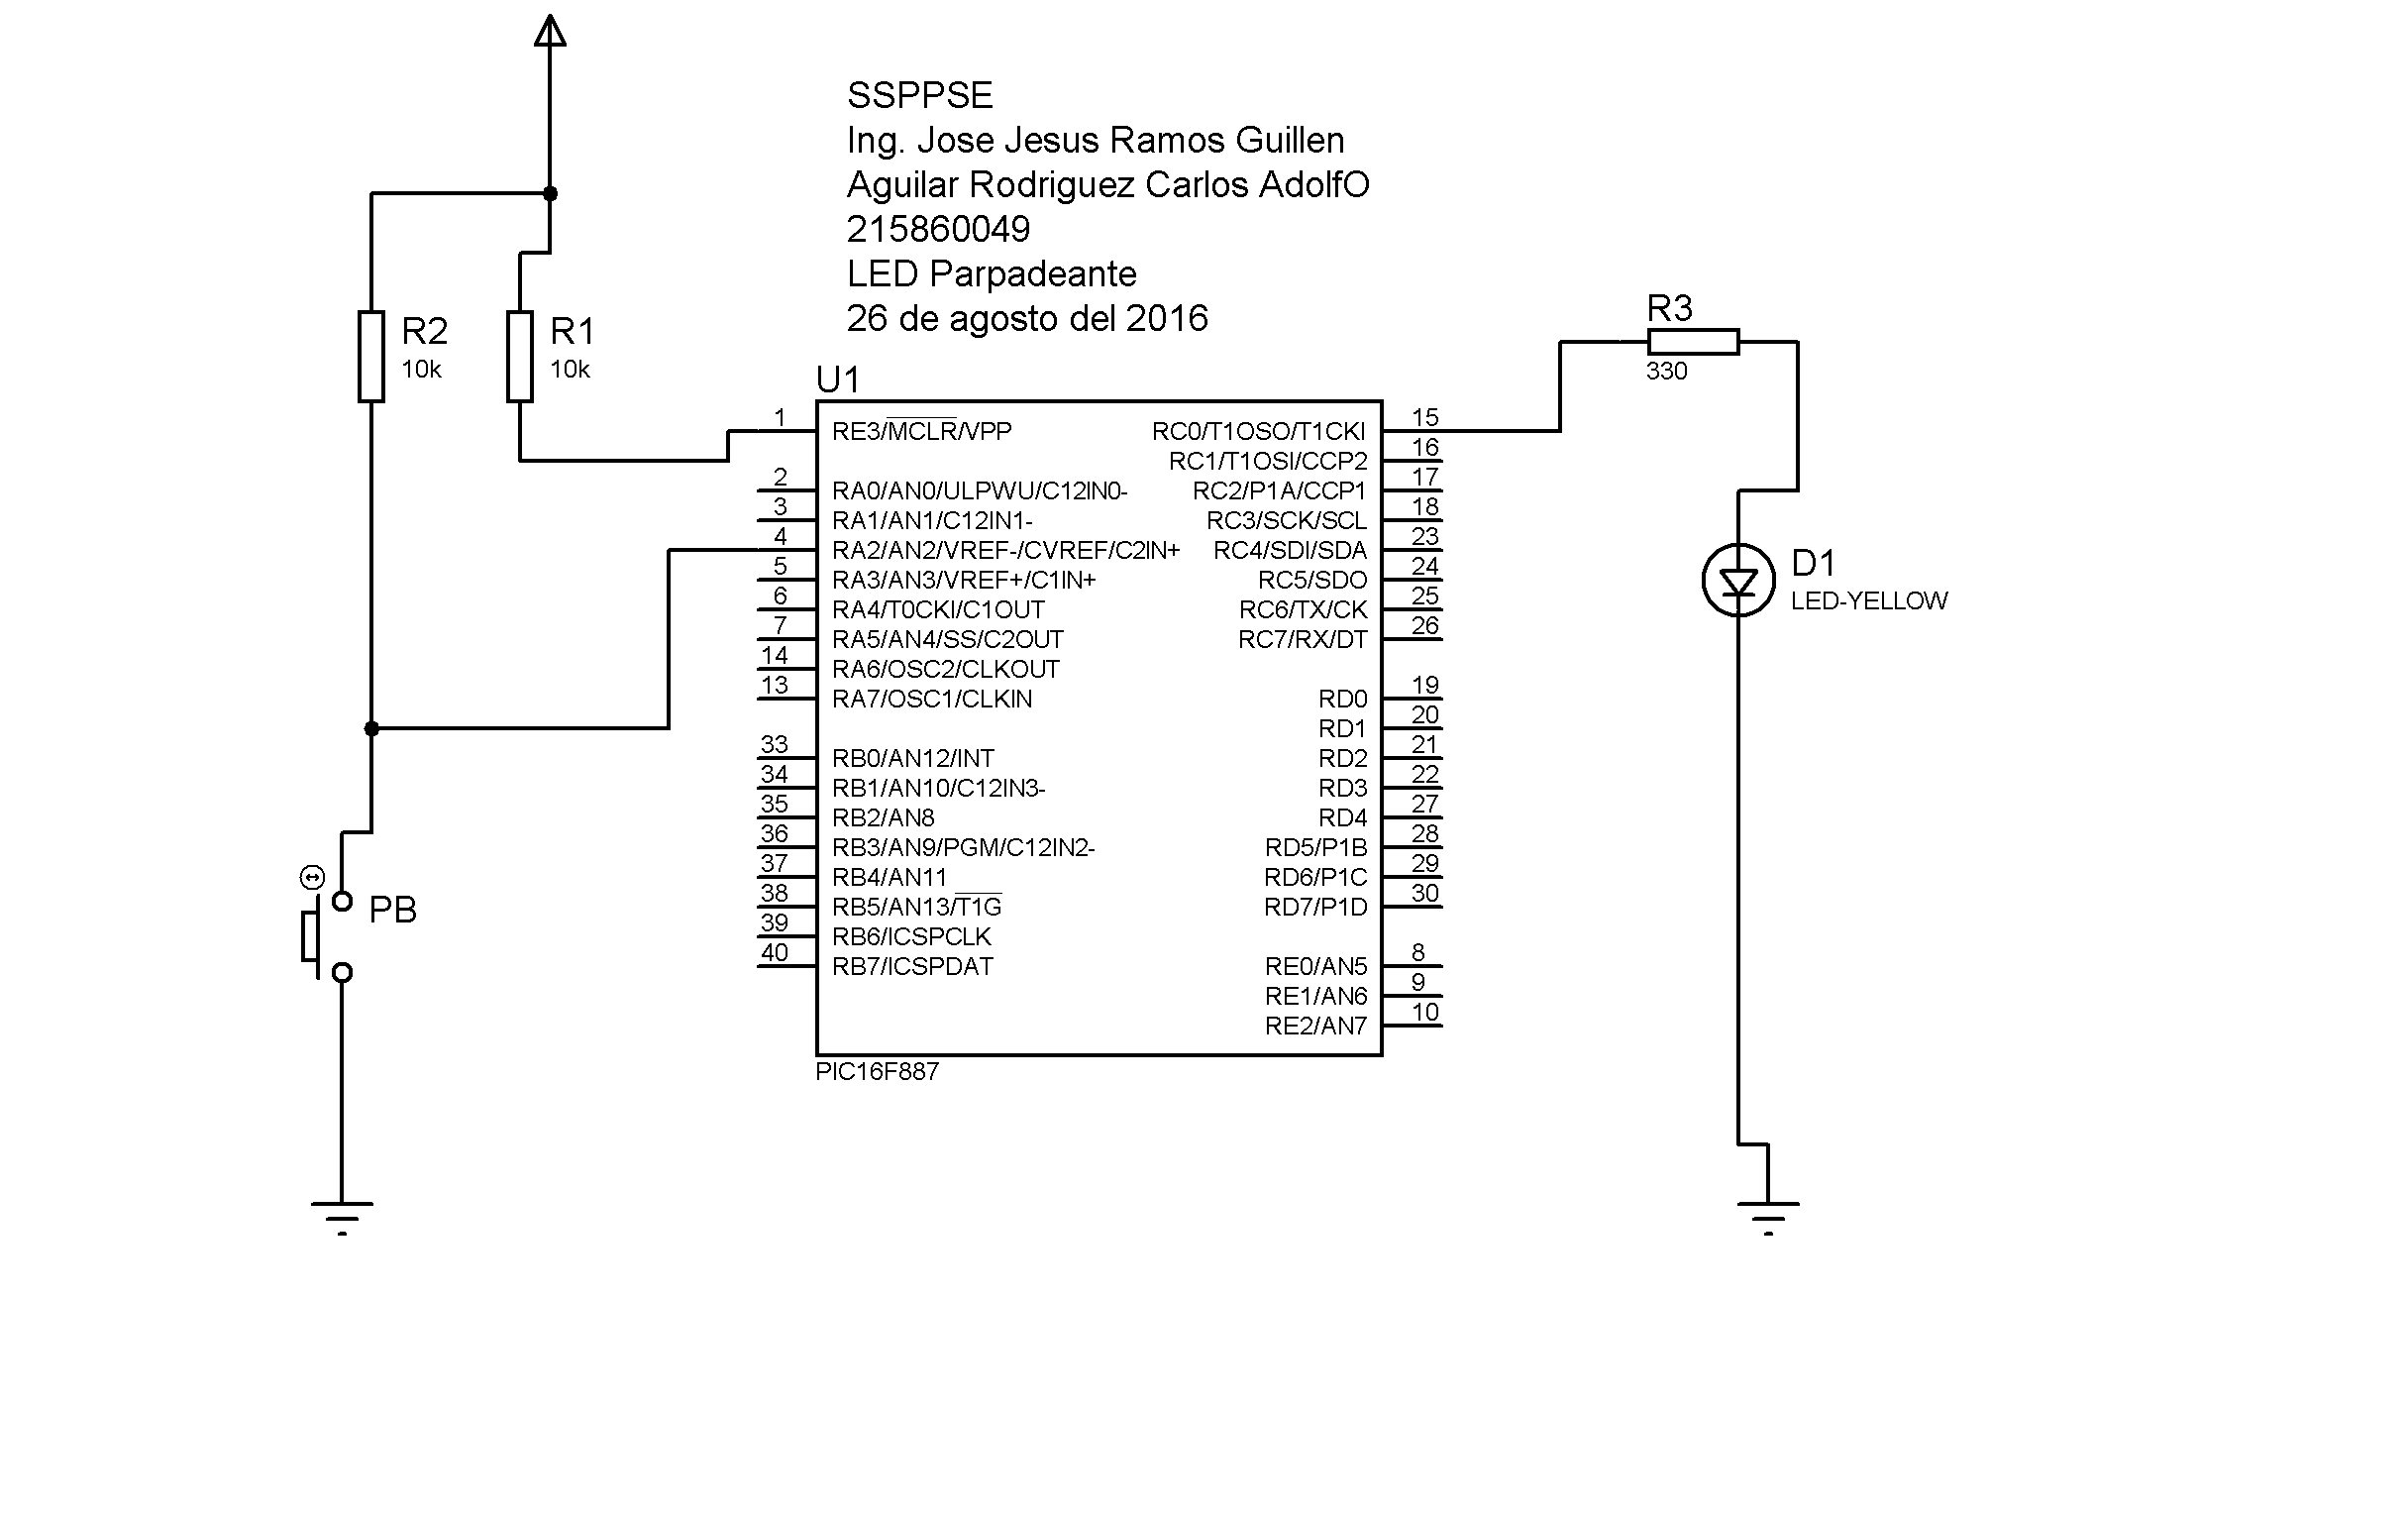 SSPPSE
Ing. Jose Jesus Ramos Guillen
Aguilar Rodriguez Carlos AdolfO
215860049
LED Parpadeante
26 de agosto del 2016
R2
10k
R1
10k
R3
330
U1
1
RE3/MCLR/VPP
2
RA0/AN0/ULPWU/C12IN0-
3
RA1/AN1/C12IN1-
4
RA2/AN2/VREF-/CVREF/C2IN+
5
RA3/AN3/VREF+/C1IN+
6
RA4/T0CKI/C1OUT
7
RA5/AN4/SS/C2OUT
14
RA6/OSC2/CLKOUT
13
RA7/OSC1/CLKIN
33
RB0/AN12/INT
34
RB1/AN10/C12IN3-
35
RB2/AN8
36
RB3/AN9/PGM/C12IN2-
37
RB4/AN11
38
RB5/AN13/T1G
39
RB6/ICSPCLK
40
RB7/ICSPDAT
RC0/T1OSO/T1CKI
15
RC1/T1OSI/CCP2
16
RC2/P1A/CCP1
17
RC3/SCK/SCL
18
RC4/SDI/SDA
23
RC5/SDO
24
RC6/TX/CK
25
RC7/RX/DT
26
RD0
19
RD1
20
RD2
21
RD3
22
RD4
27
RD5/P1B
28
RD6/P1C
29
RD7/P1D
30
RE0/AN5
8
RE1/AN6
9
RE2/AN7
10
PIC16F887
D1
LED-YELLOW
PB